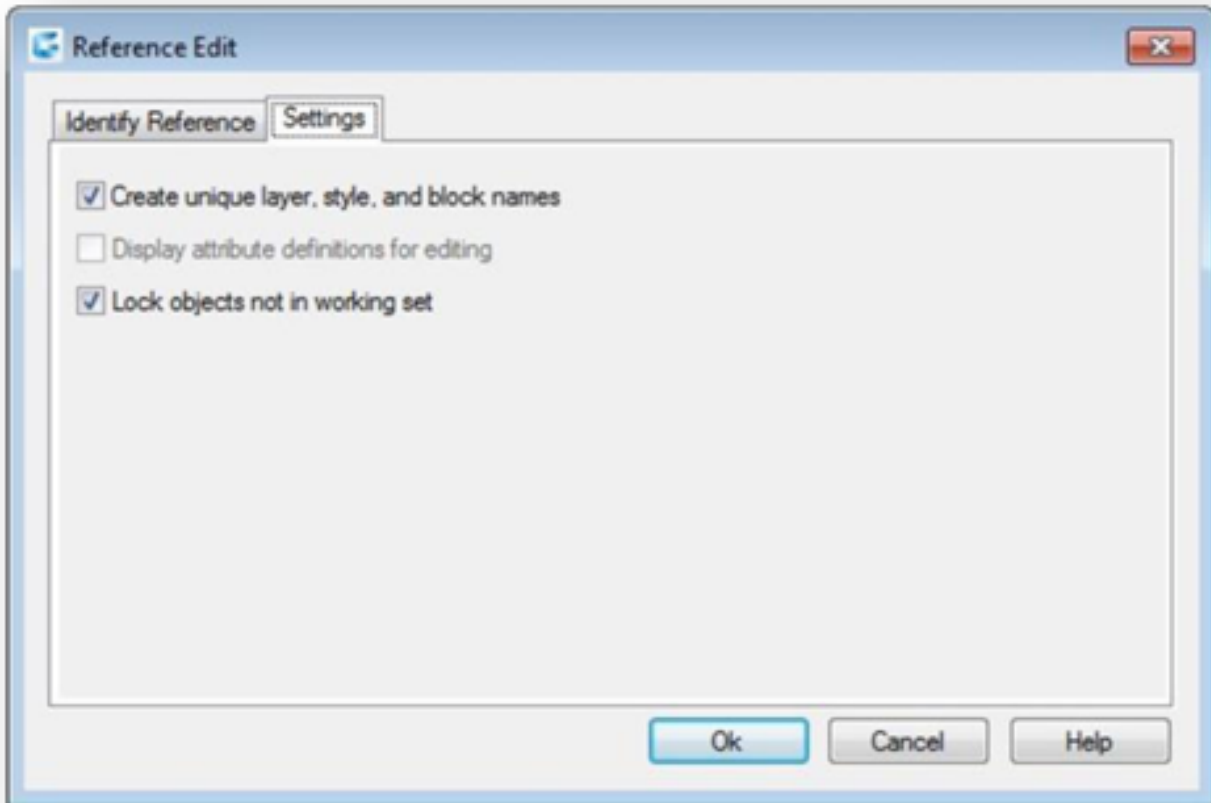 Reference Edit
Identify Reference
Settings
Create unique layer, style, and block names
Display attribute definitions for editing
Lock objects not in working set
Ok
Cancel
Help